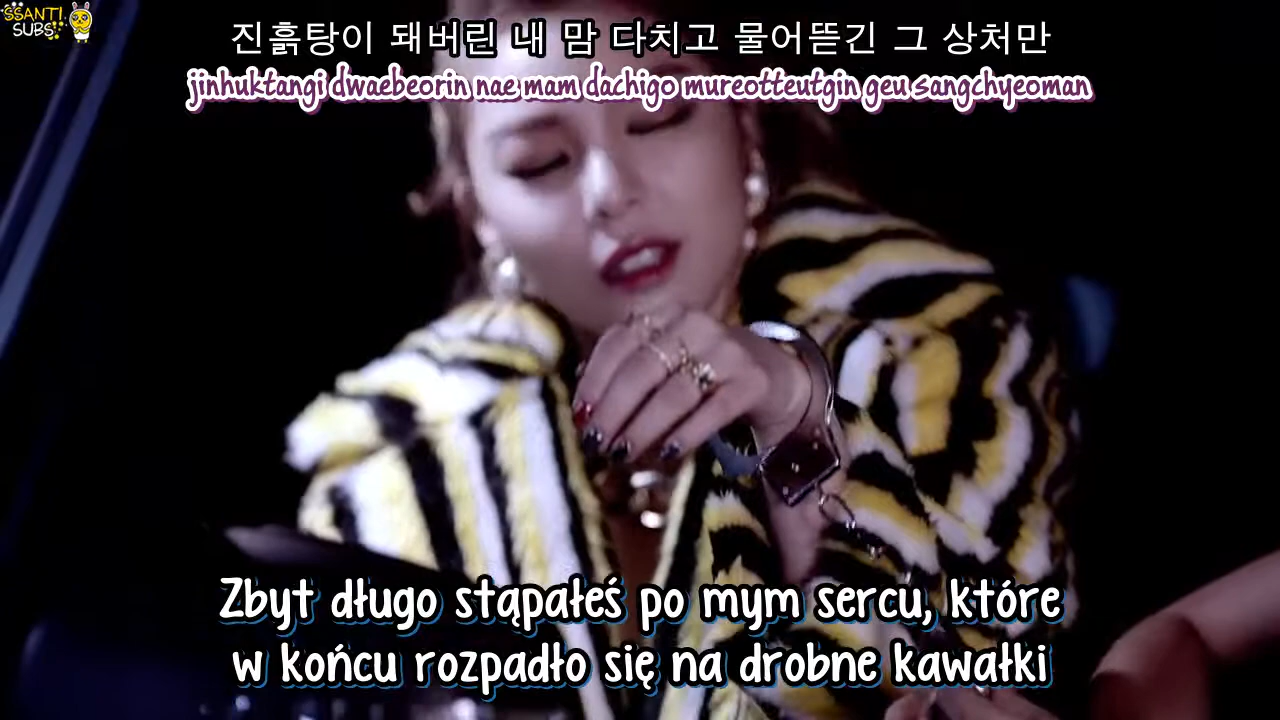 SSANTI
SUBS
진흙탕이 돼버린 내 맘 다치고 물어뜯긴 그 상처만
jinhuktangi dwaebeorin nae mam dachigo mureotteutgin geu sangchyeoman
Zbyt długo stąpałeś po mym sercu, które
w końcu rozpadło się na drobne kawałki